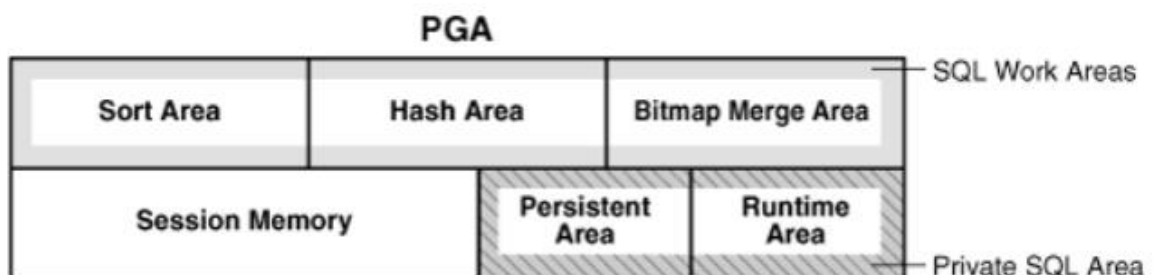 PGA
SQL Work Areas
Sort Area
Hash Area
Bitmap Merge Area
Session Memory
Persistent
Area
Runtime
Area
Private SQL Area